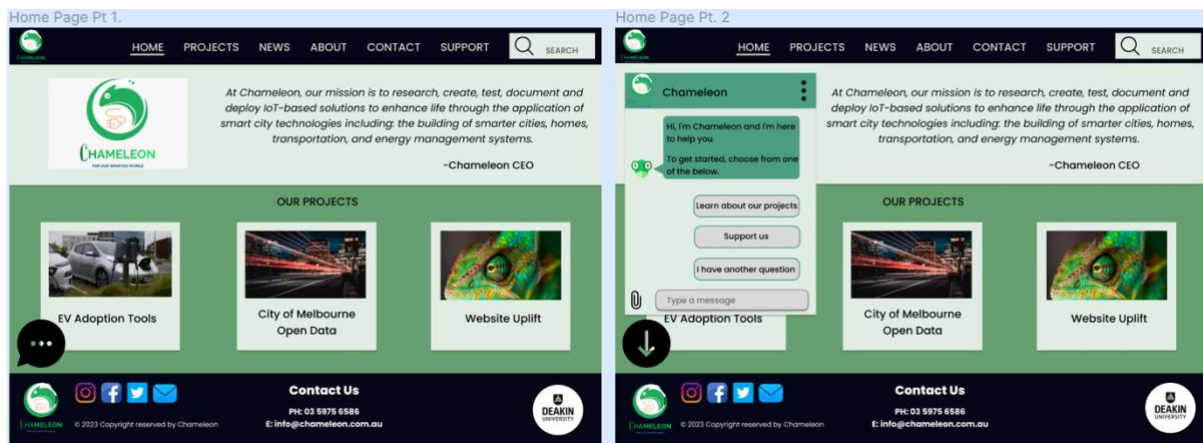 Home Page Pt 1.
CHAMELEON
HOME PROJECTS NEWS ABOUT CONTACT SUPPORT SEARCH
CHAMELEON
FOR OUR SMARTER WORLD
At Chameleon, our mission is to research, create, test, document and
deploy IoT-based solutions to enhance life through the application of
smart city technologies including: the building of smarter cities, homes,
transportation, and energy management systems.
-Chameleon CEO
OUR PROJECTS
EV Adoption Tools
City of Melbourne
Open Data
Website Uplift
CHAMELEON
© 2023 Copyright reserved by Chameleon
Contact Us
PH: 03 5975 6586
E: info@chameleon.com.au
DEAKIN
UNIVERSITY
Home Page Pt. 2
CHAMELEON
HOME PROJECTS NEWS ABOUT CONTACT SUPPORT SEARCH
Chameleon
Hi, I'm Chameleon and I'm here
to help you.
To get started, choose from one
of the below.
Learn about our projects
Support us
I have another question
Type a message
At Chameleon, our mission is to research, create, test, document and
deploy IoT-based solutions to enhance life through the application of
smart city technologies including: the building of smarter cities, homes,
transportation, and energy management systems.
-Chameleon CEO
OUR PROJECTS
EV Adoption Tools
City of Melbourne
Open Data
Website Uplift
CHAMELEON
© 2023 Copyright reserved by Chameleon
Contact Us
PH: 03 5975 6586
E: info@chameleon.com.au
DEAKIN
UNIVERSITY